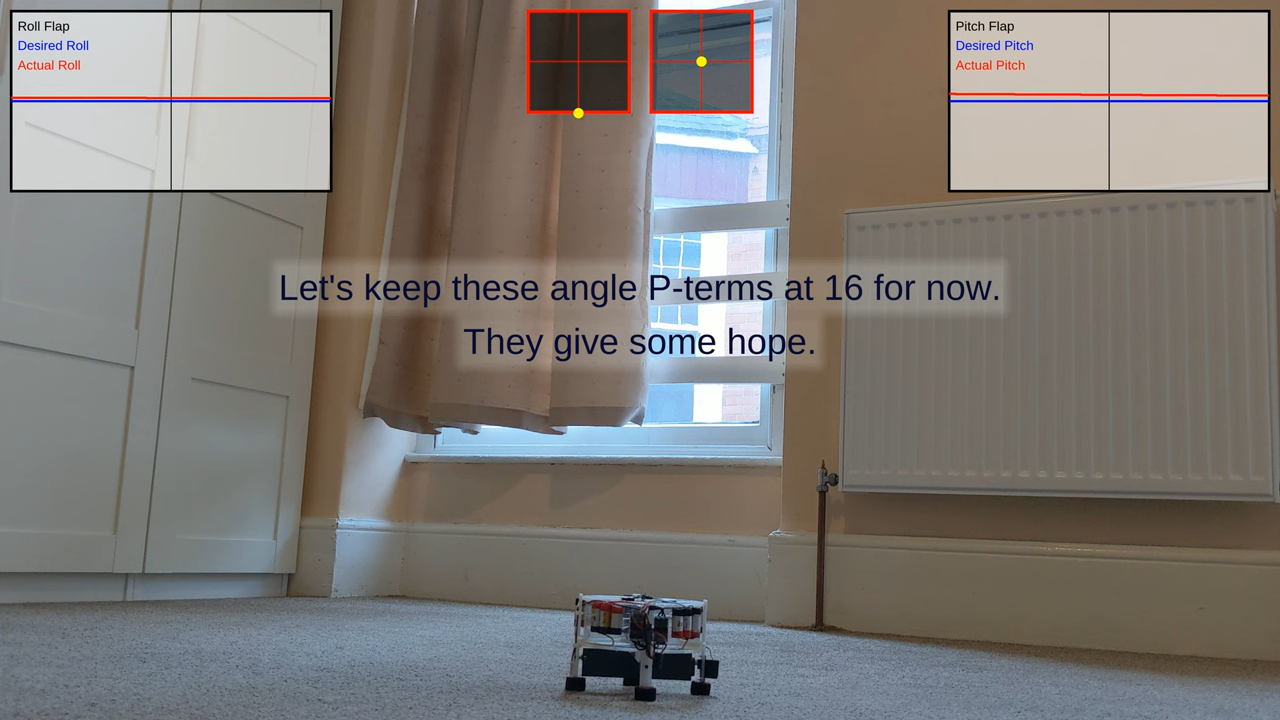 Roll Flap
Desired Roll
Actual Roll
Pitch Flap
Desired Pitch
Actual Pitch
Let's keep these angle P-terms at 16 for now.
They give some hope.